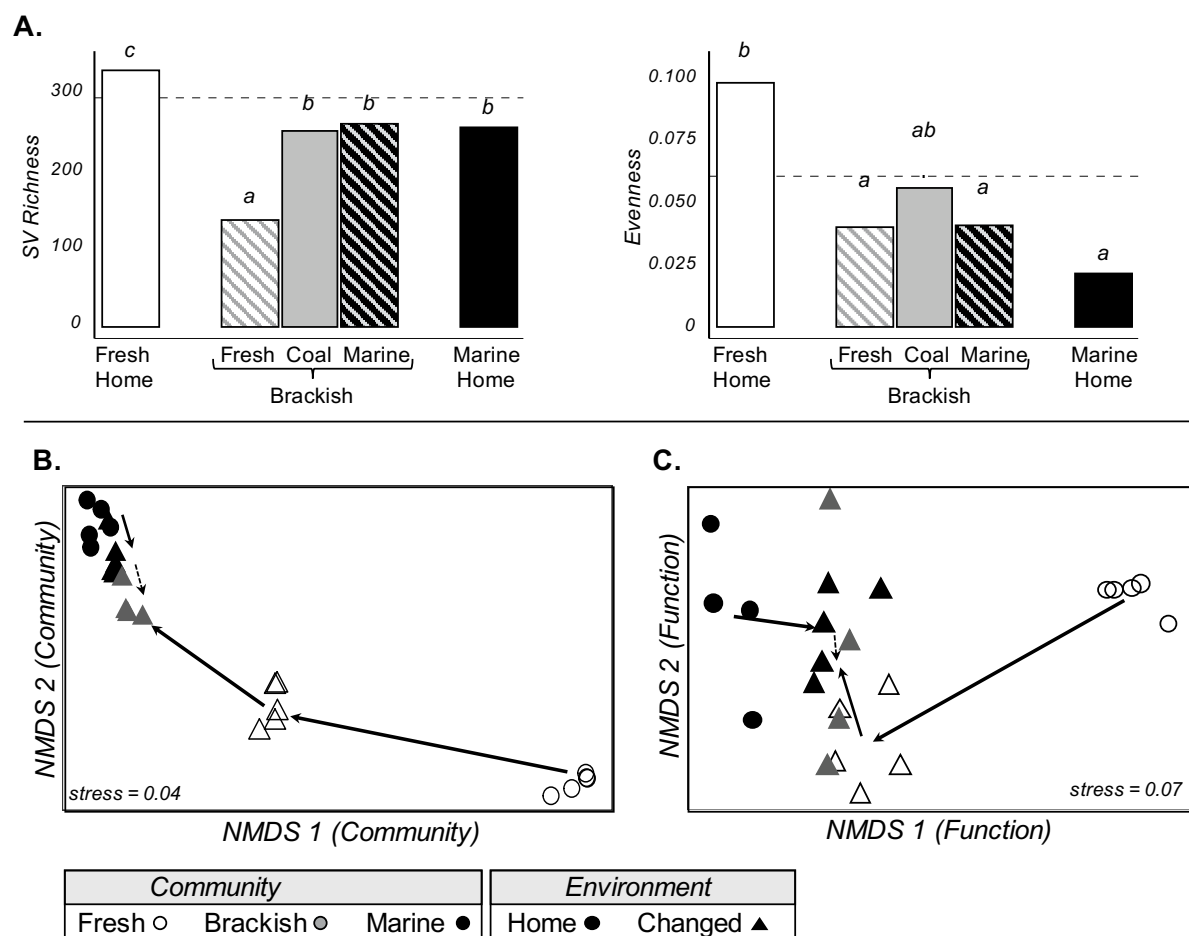 A.
c
300
b
b
b
200
a
100
0
SV Richness
Fresh Home
Fresh Coal Marine
Brackish
Marine Home
b
0.100
ab
0.075
a
a
0.050
a
0.025
0
Evenness
Fresh Home
Fresh Coal Marine
Brackish
Marine Home
B.
NMDS 2 (Community)
stress = 0.04
NMDS 1 (Community)
C.
NMDS 2 (Function)
stress = 0.07
NMDS 1 (Function)
Community
Fresh Brackish Marine
Environment
Home Changed